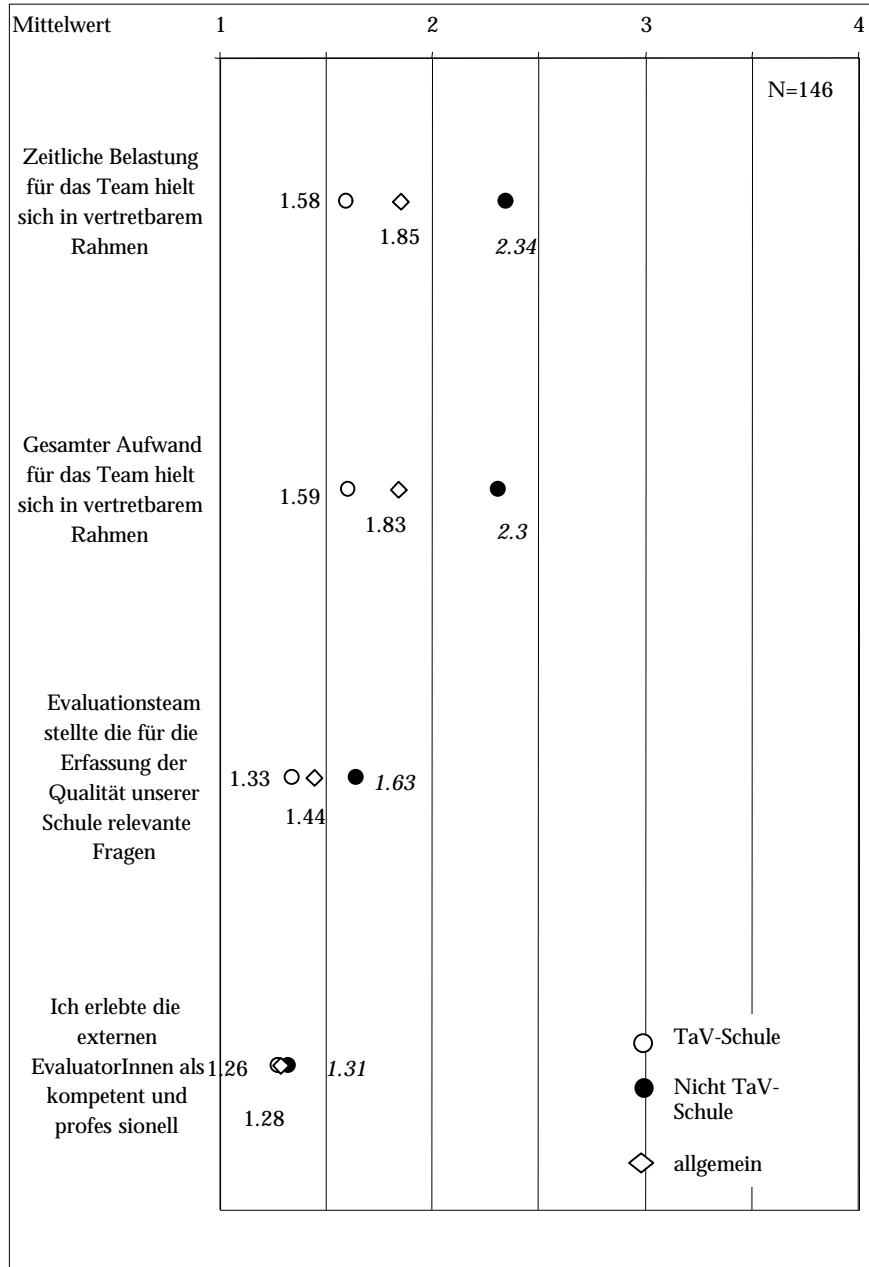 Mittelwert 1 2 3 4
N=146
Zeitliche Belastung
für das Team hielt
sich in vertretbarem
Rahmen
1.58
1.85
2.34
Gesamter Aufwand
für das Team hielt
sich in vertretbarem
Rahmen
1.59
1.83
2.3
Evaluationsteam
stellte die für die
Erfassung der
Qualität unserer
Schule relevante
Fragen
1.33
1.63
1.44
Ich erlebte die
externen
EvaluatorInnen als
kompetent und
profes sionell
1.26
1.31
1.28
TaV-Schule
Nicht TaV-
Schule
allgemein